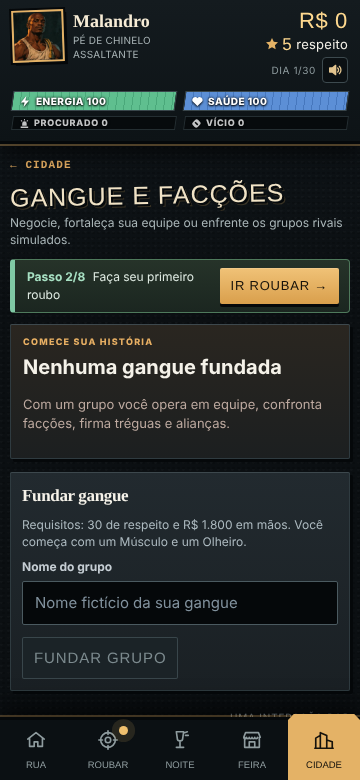 Malandro
PÉ DE CHINELO
ASSALTANTE
R$ 0
5 respeito
DIA 1/30
ENERGIA 100
SAÚDE 100
PROCURADO 0
VÍCIO 0
← CIDADE
GANGUE E FACÇÕES
Negocie, fortaleça sua equipe ou enfrente os grupos rivais
simulados.
Passo 2/8 Faça seu primeiro
roubo
IR ROUBAR →
COMECE SUA HISTÓRIA
Nenhuma gangue fundada
Com um grupo você opera em equipe, confronta
facções, firma tréguas e alianças.
Fundar gangue
Requisitos: 30 de respeito e R$ 1.800 em mãos. Você
começa com um Músculo e um Olheiro.
Nome do grupo
Nome fictício da sua gangue
FUNDAR GRUPO
RUA
ROUBAR
NOITE
FEIRA
CIDADE